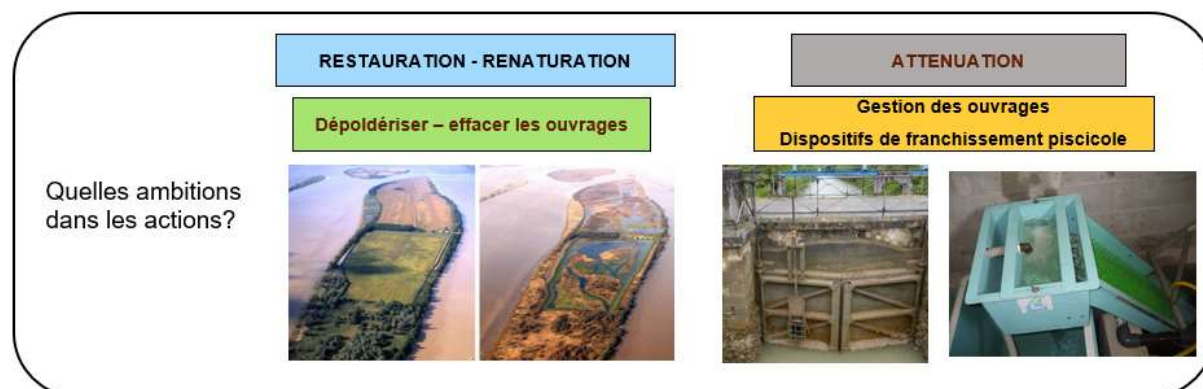 RESTAURATION - RENATURATION
ATTENUATION
Dépoldériser – effacer les ouvrages
Gestion des ouvrages
Dispositifs de franchissement piscicole
Quelles ambitions
dans les actions?